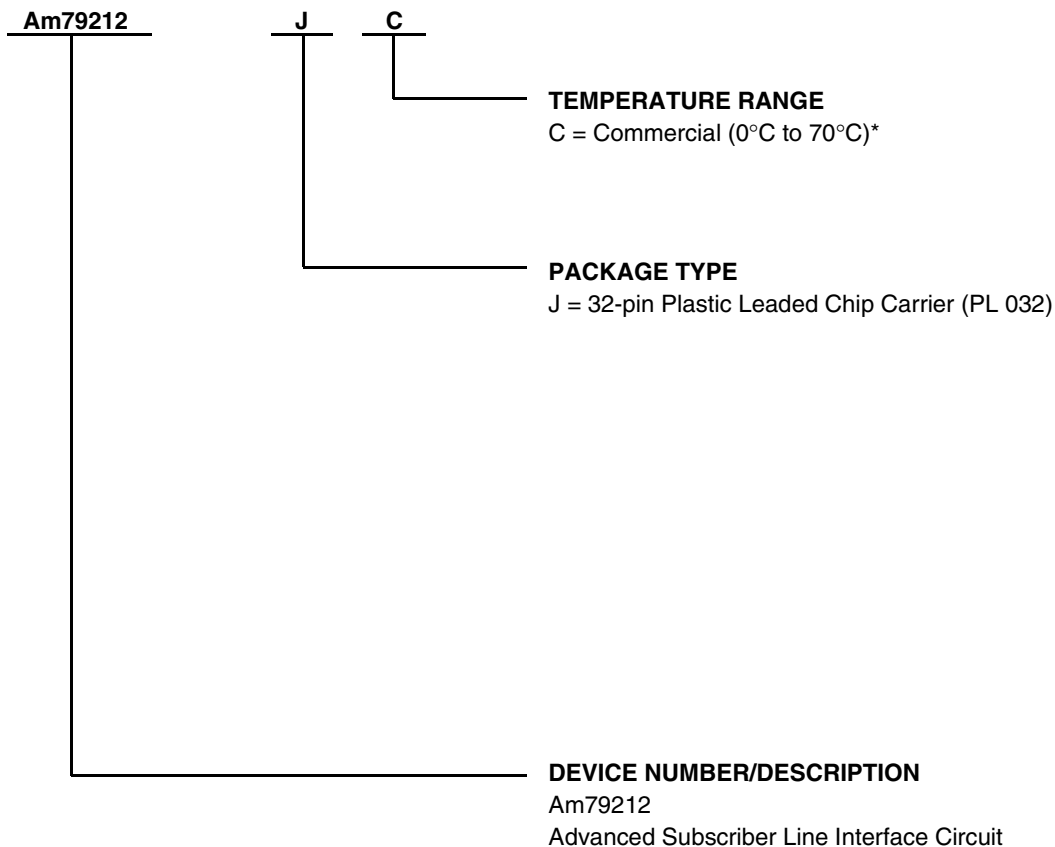 Am79212 J C
TEMPERATURE RANGE
C = Commercial (0°C to 70°C)*
PACKAGE TYPE
J = 32-pin Plastic Leaded Chip Carrier (PL 032)
DEVICE NUMBER/DESCRIPTION
Am79212
Advanced Subscriber Line Interface Circuit